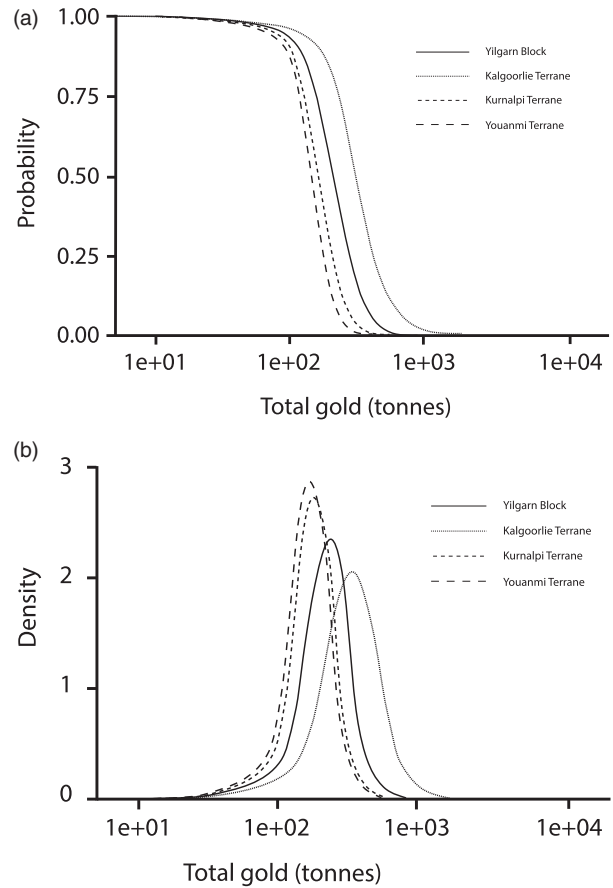 (a)
1.00
0.75
0.50
0.25
0.00
Probability
Yilgarn Block
Kalgoorlie Terrane
Kurnalpi Terrane
Youanmi Terrane
1e+01 1e+02 1e+03 1e+04
Total gold (tonnes)
(b)
3
2
1
0
Density
Yilgarn Block
Kalgoorlie Terrane
Kurnalpi Terrane
Youanmi Terrane
1e+01 1e+02 1e+03 1e+04
Total gold (tonnes)